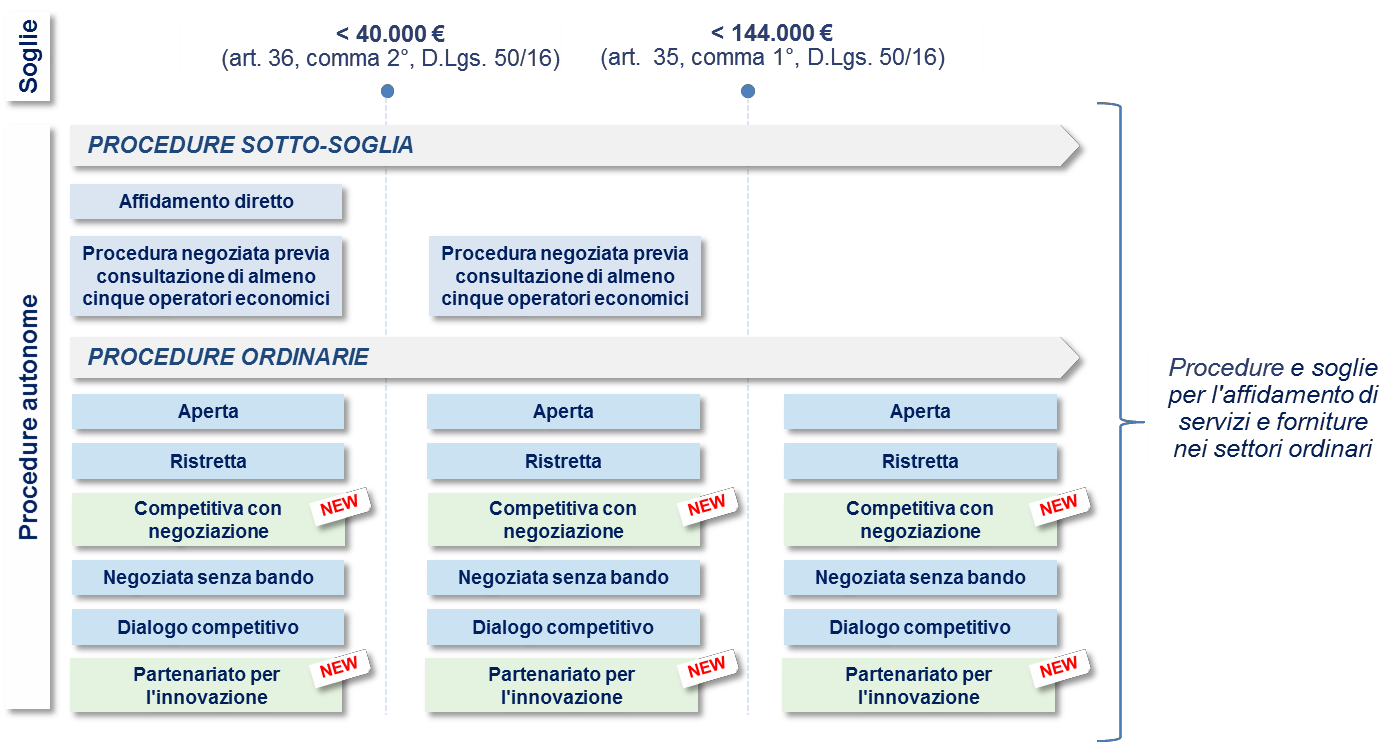 Soglie
< 40.000 €
(art. 36, comma 2°, D.Lgs. 50/16)
< 144.000 €
(art. 35, comma 1°, D.Lgs. 50/16)
Procedure autonome
PROCEDURE SOTTO-SOGLIA
Affidamento diretto
Procedura negoziata previa
consultazione di almeno
cinque operatori economici
Procedura negoziata previa
consultazione di almeno
cinque operatori economici
PROCEDURE ORDINARIE
Aperta
Aperta
Aperta
Ristretta
Ristretta
Ristretta
Competitiva con
negoziazione
NEW
Competitiva con
negoziazione
NEW
Competitiva con
negoziazione
NEW
Negoziata senza bando
Negoziata senza bando
Negoziata senza bando
Dialogo competitivo
Dialogo competitivo
Dialogo competitivo
Partenariato per
l'innovazione
NEW
Partenariato per
l'innovazione
NEW
Partenariato per
l'innovazione
NEW
Procedure e soglie
per l'affidamento di
servizi e forniture
nei settori ordinari